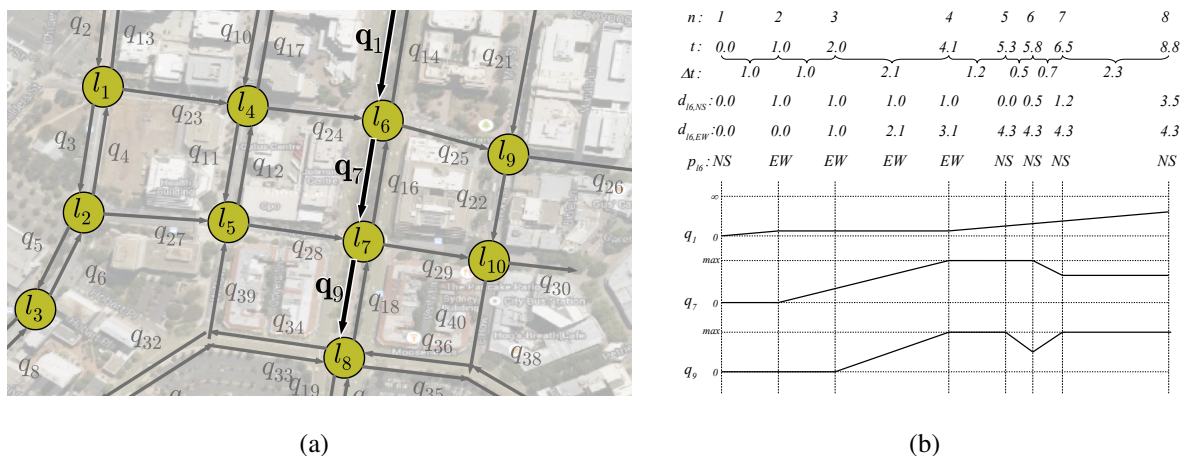 q2 q13 q10 q17 q1 q14 q21
l1 l4 l6 l9
q23 q24 q25 q26
q3 q4 q11 q12 q7 q16 q22
l2 l5 l7 l10
q27 q28 q29 q30
q5 q6 q39 q9 q18 q40
City Bus Station
l3 l8
q34 q36 q38
q32 q33 q19 q35
q8
(a)
n: 1 2 3 4 5 6 7 8
t: 0.0 1.0 2.0 4.1 5.3 5.8 6.5 8.8
Δt: 1.0 1.0 2.1 1.2 0.5 0.7 2.3
d_l6,NS: 0.0 1.0 1.0 1.0 1.0 0.0 0.5 1.2 3.5
d_l6,EW: 0.0 0.0 1.0 2.1 3.1 4.3 4.3 4.3 4.3
p_l6: NS EW EW EW EW NS NS NS NS
∞
q1 0
max
q7 0
max
q9 0
(b)